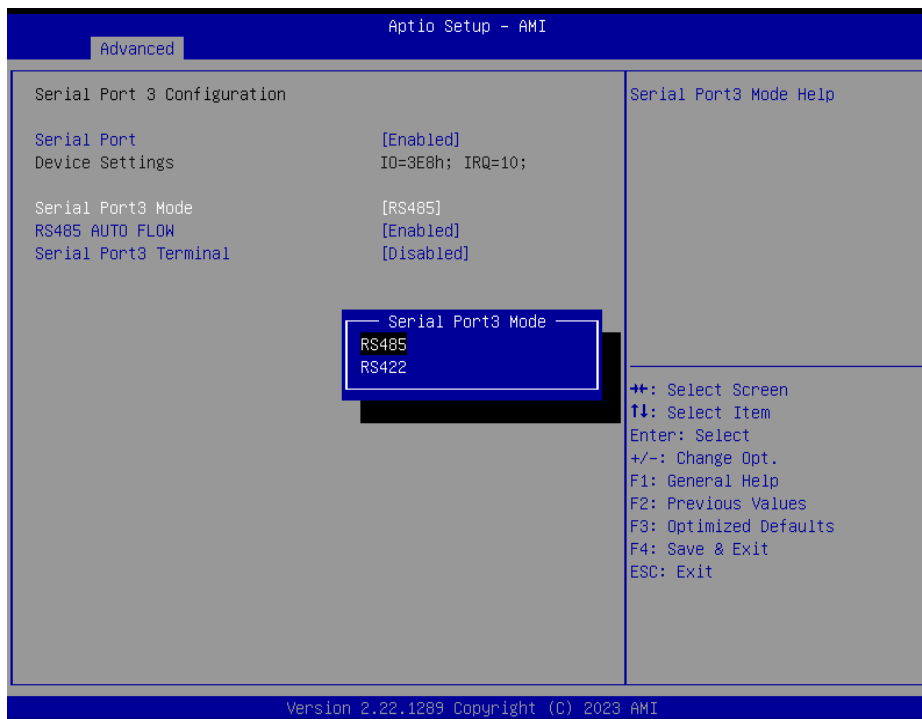 Aptio Setup – AMI
Advanced
Serial Port 3 Configuration
Serial Port [Enabled]
Device Settings IO=3E8h; IRQ=10;
Serial Port3 Mode [RS485]
RS485 AUTO FLOW [Enabled]
Serial Port3 Terminal [Disabled]
Serial Port3 Mode
RS485
RS422
Serial Port3 Mode Help
→←: Select Screen
↑↓: Select Item
Enter: Select
+/-: Change Opt.
F1: General Help
F2: Previous Values
F3: Optimized Defaults
F4: Save & Exit
ESC: Exit
Version 2.22.1289 Copyright (C) 2023 AMI